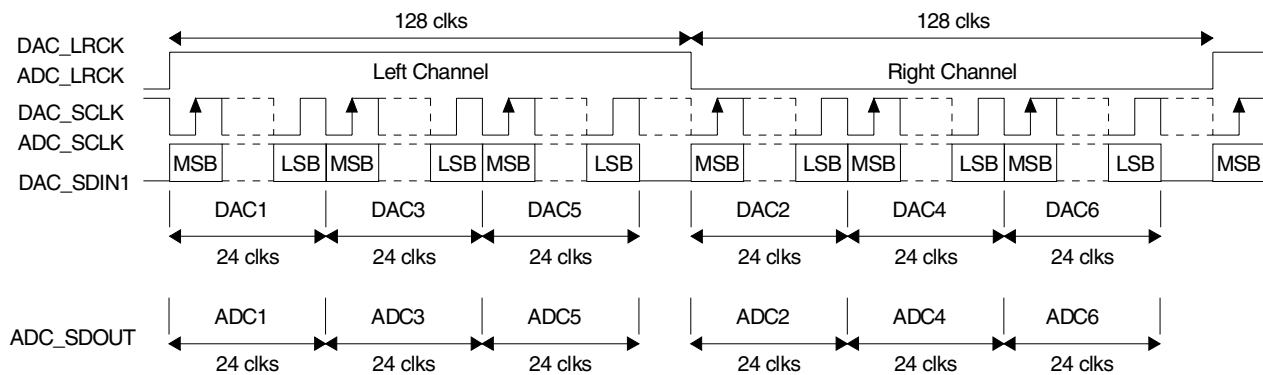 128 clks 128 clks
DAC_LRCK
ADC_LRCK Left Channel Right Channel
DAC_SCLK
ADC_SCLK
DAC_SDIN1 MSB LSB MSB LSB MSB LSB MSB LSB MSB LSB MSB LSB MSB
DAC1 DAC3 DAC5 DAC2 DAC4 DAC6
24 clks 24 clks 24 clks 24 clks 24 clks 24 clks
ADC_SDOUT ADC1 ADC3 ADC5 ADC2 ADC4 ADC6
24 clks 24 clks 24 clks 24 clks 24 clks 24 clks